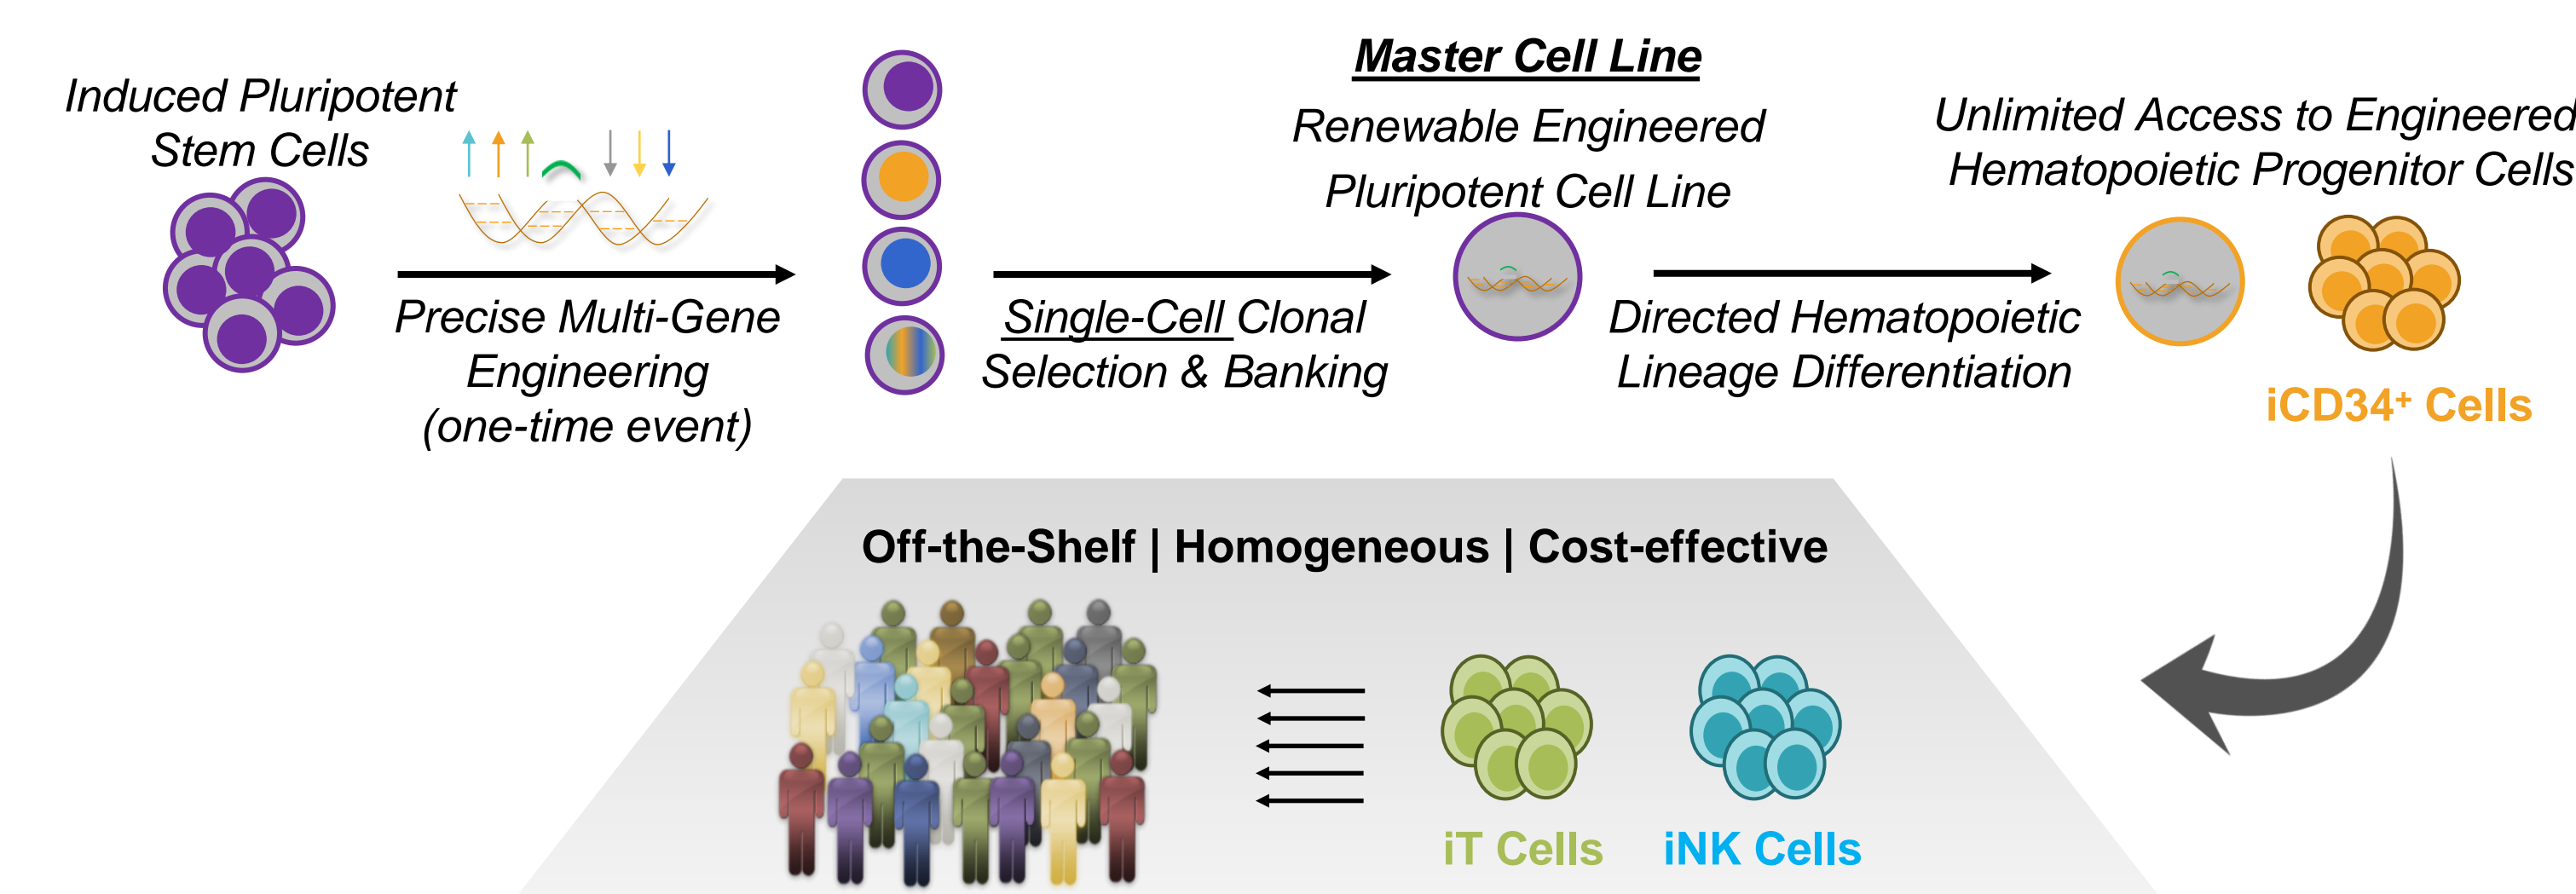 Induced Pluripotent
Stem Cells
Precise Multi-Gene
Engineering
(one-time event)
Single-Cell Clonal
Selection & Banking
Master Cell Line
Renewable Engineered
Pluripotent Cell Line
Directed Hematopoietic
Lineage Differentiation
Unlimited Access to Engineered
Hematopoietic Progenitor Cells
iCD34⁺ Cells
Off-the-Shelf | Homogeneous | Cost-effective
iT Cells
iNK Cells